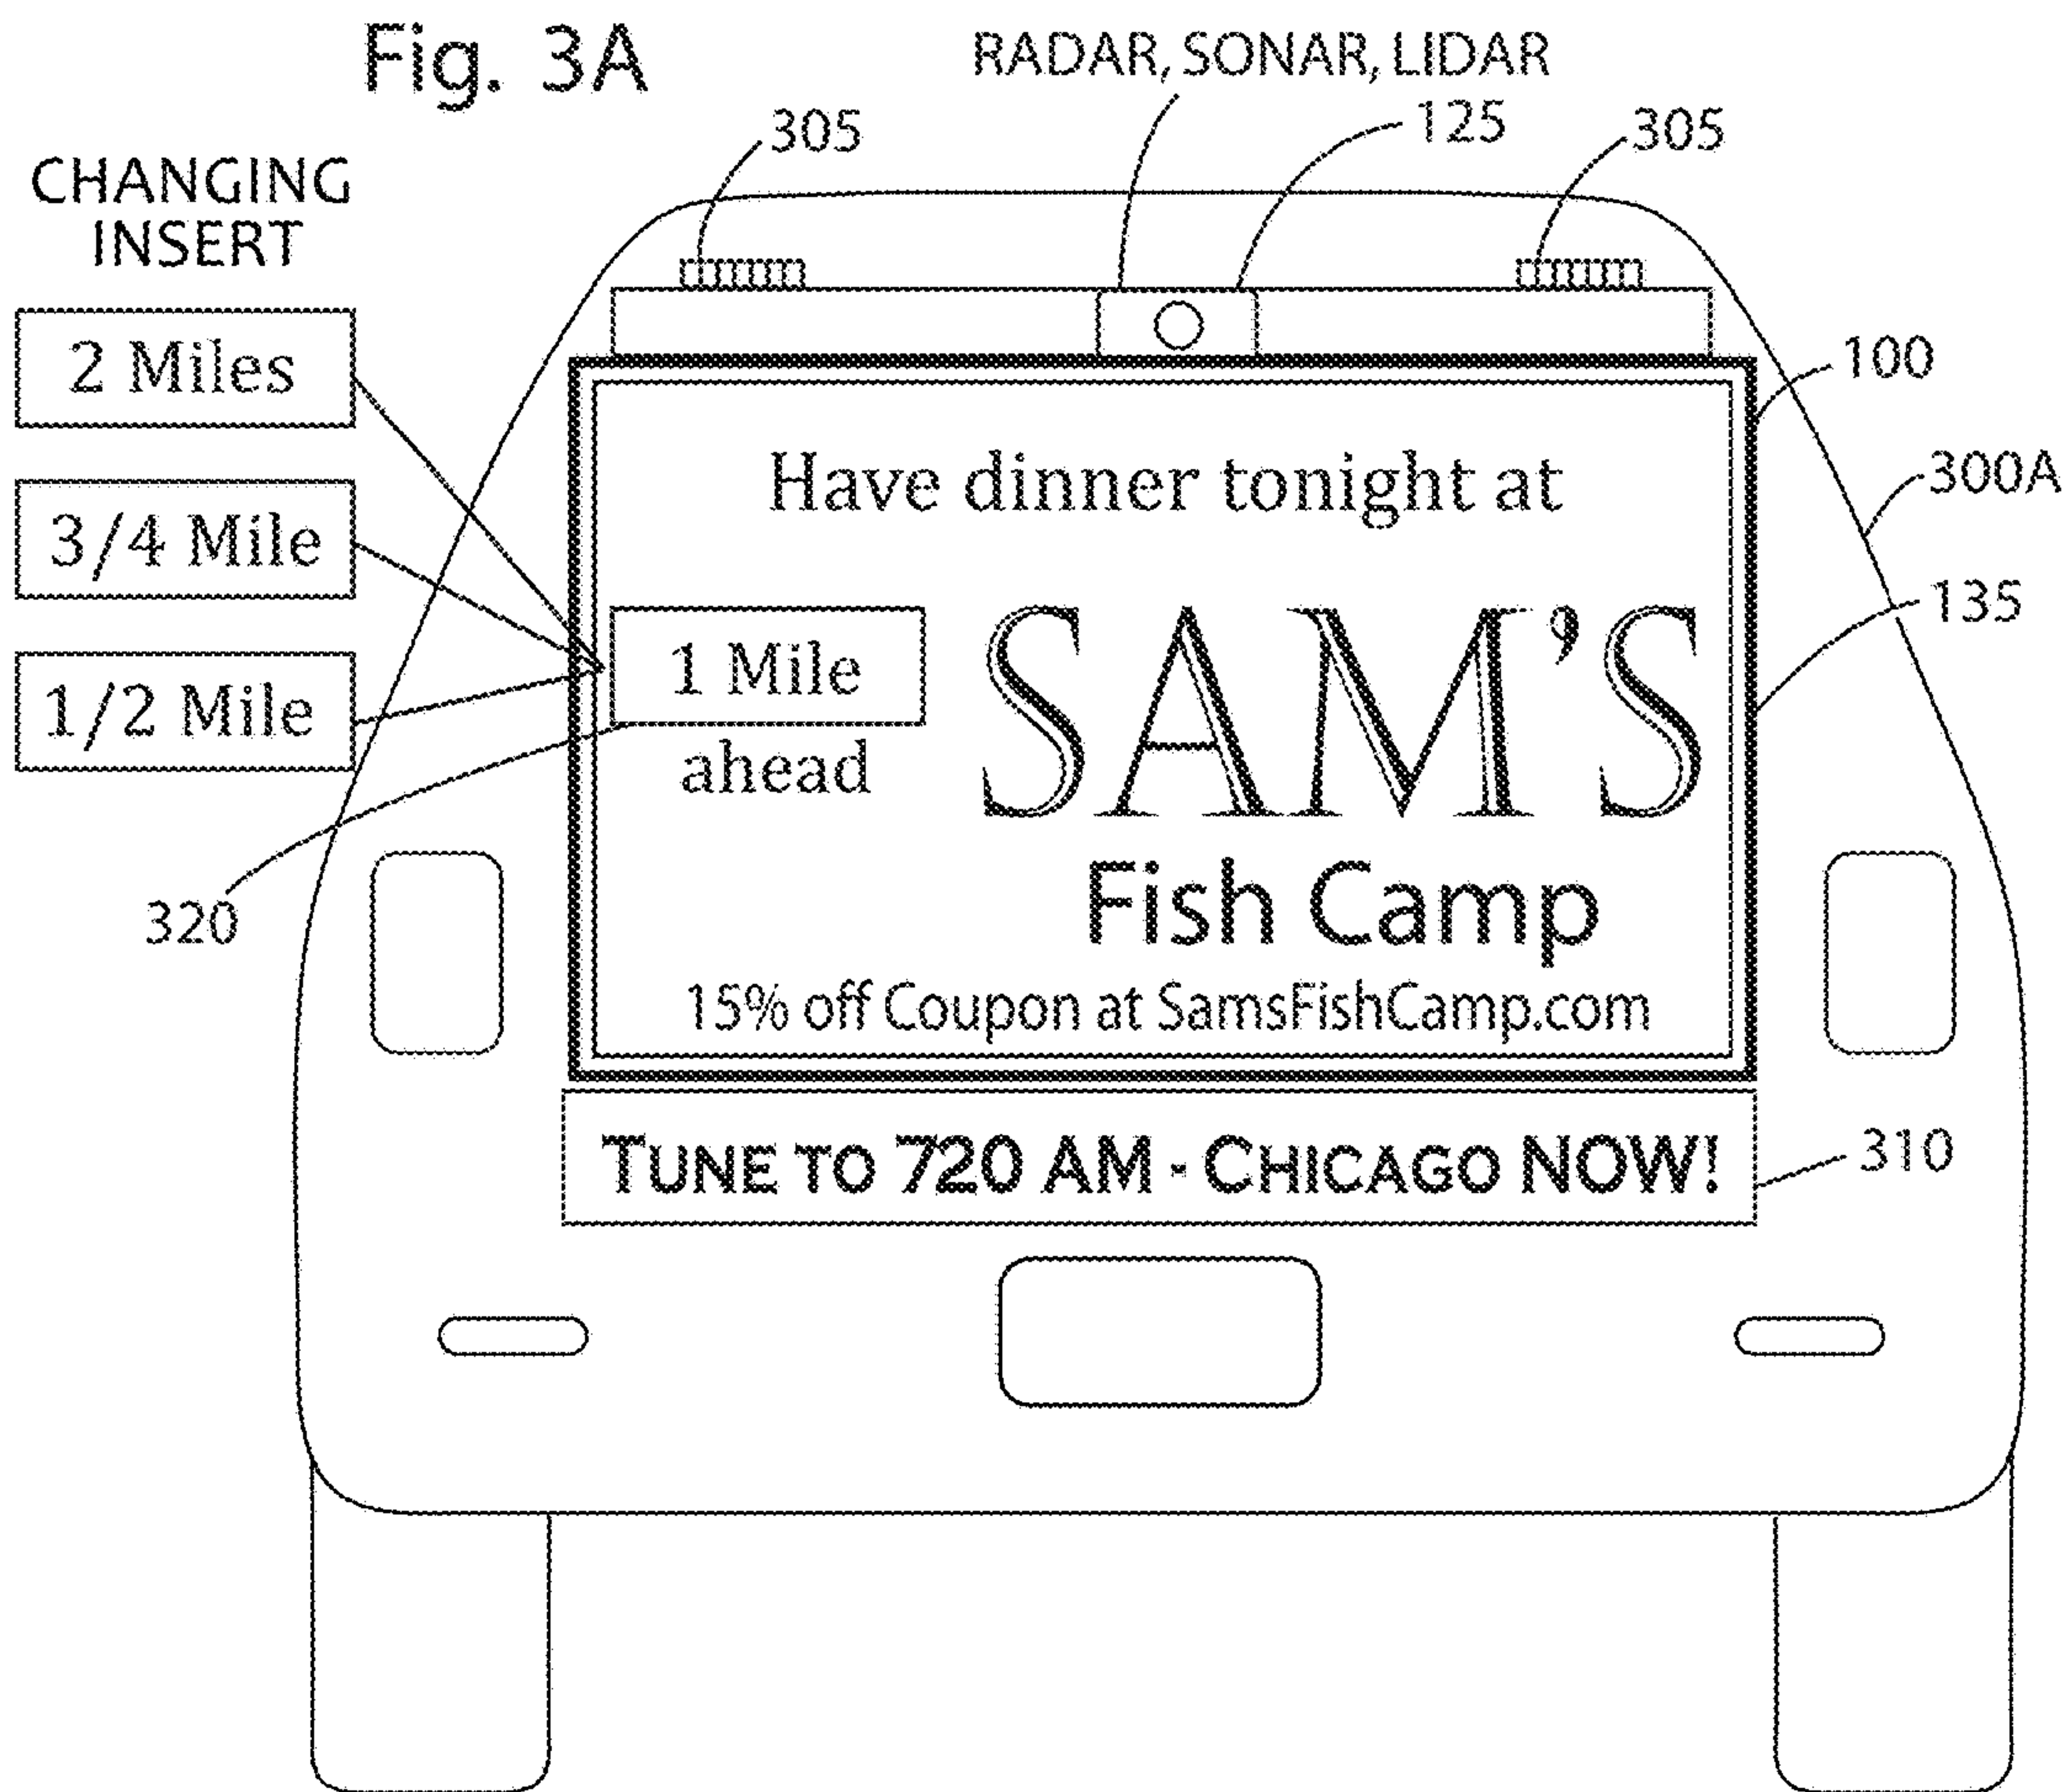 Fig. 3A
RADAR, SONAR, LIDAR
305
125
305
CHANGING
INSERT
2 Miles
3/4 Mile
1/2 Mile
320
100
300A
135
310
Have dinner tonight at
1 Mile
ahead
SAM'S
Fish Camp
15% off Coupon at SamsFishCamp.com
TUNE TO 720 AM - CHICAGO NOW!